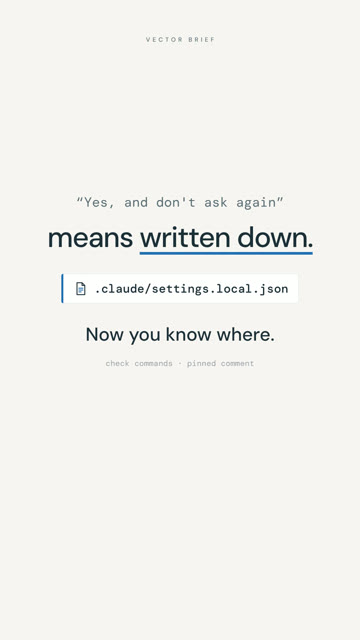 VECTOR BRIEF
“Yes, and don't ask again”
means written down.
.claude/settings.local.json
Now you know where.
check commands · pinned comment